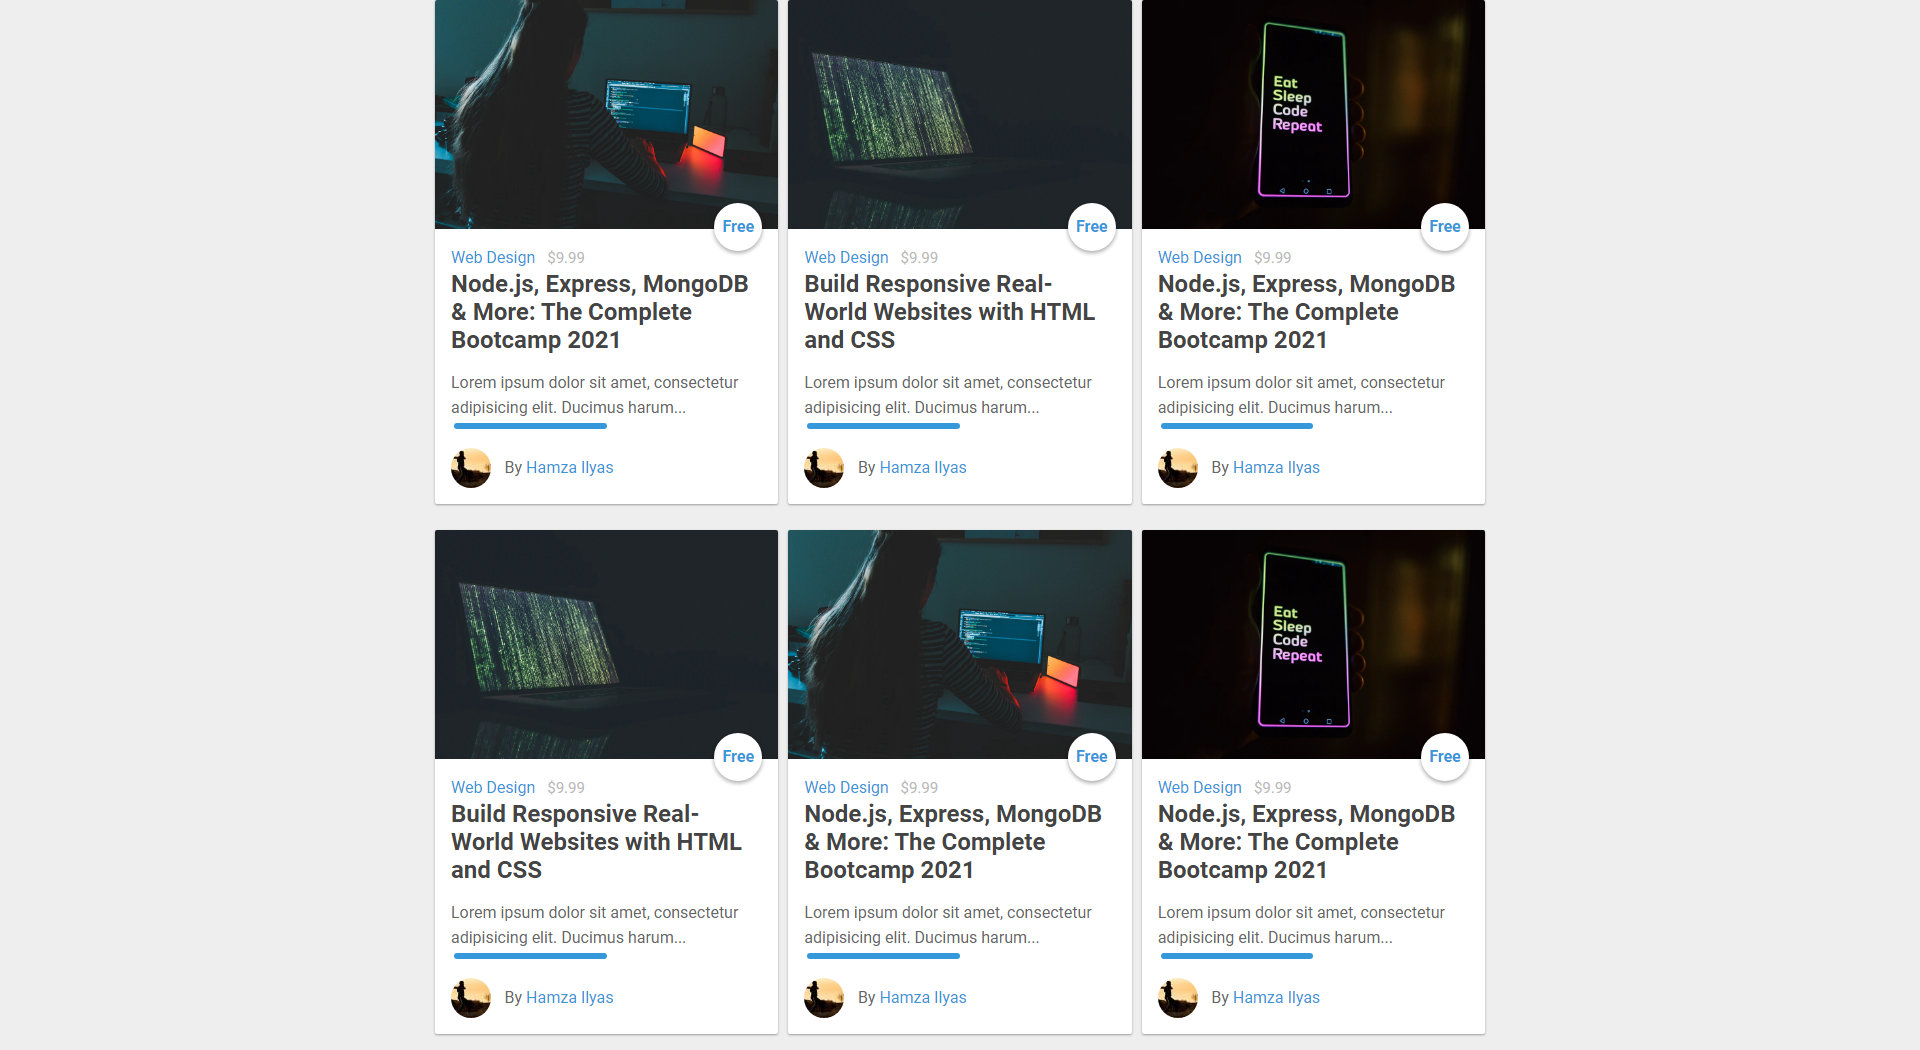 Eat
Sleep
Code
Repeat
Free
Web Design $9.99
Node.js, Express, MongoDB
& More: The Complete
Bootcamp 2021
Lorem ipsum dolor sit amet, consectetur
adipisicing elit. Ducimus harum...
By Hamza Ilyas
Free
Web Design $9.99
Build Responsive Real-
World Websites with HTML
and CSS
Lorem ipsum dolor sit amet, consectetur
adipisicing elit. Ducimus harum...
By Hamza Ilyas
Free
Web Design $9.99
Node.js, Express, MongoDB
& More: The Complete
Bootcamp 2021
Lorem ipsum dolor sit amet, consectetur
adipisicing elit. Ducimus harum...
By Hamza Ilyas
Free
Web Design $9.99
Build Responsive Real-
World Websites with HTML
and CSS
Lorem ipsum dolor sit amet, consectetur
adipisicing elit. Ducimus harum...
By Hamza Ilyas
Free
Web Design $9.99
Node.js, Express, MongoDB
& More: The Complete
Bootcamp 2021
Lorem ipsum dolor sit amet, consectetur
adipisicing elit. Ducimus harum...
By Hamza Ilyas
Eat
Sleep
Code
Repeat
Free
Web Design $9.99
Node.js, Express, MongoDB
& More: The Complete
Bootcamp 2021
Lorem ipsum dolor sit amet, consectetur
adipisicing elit. Ducimus harum...
By Hamza Ilyas